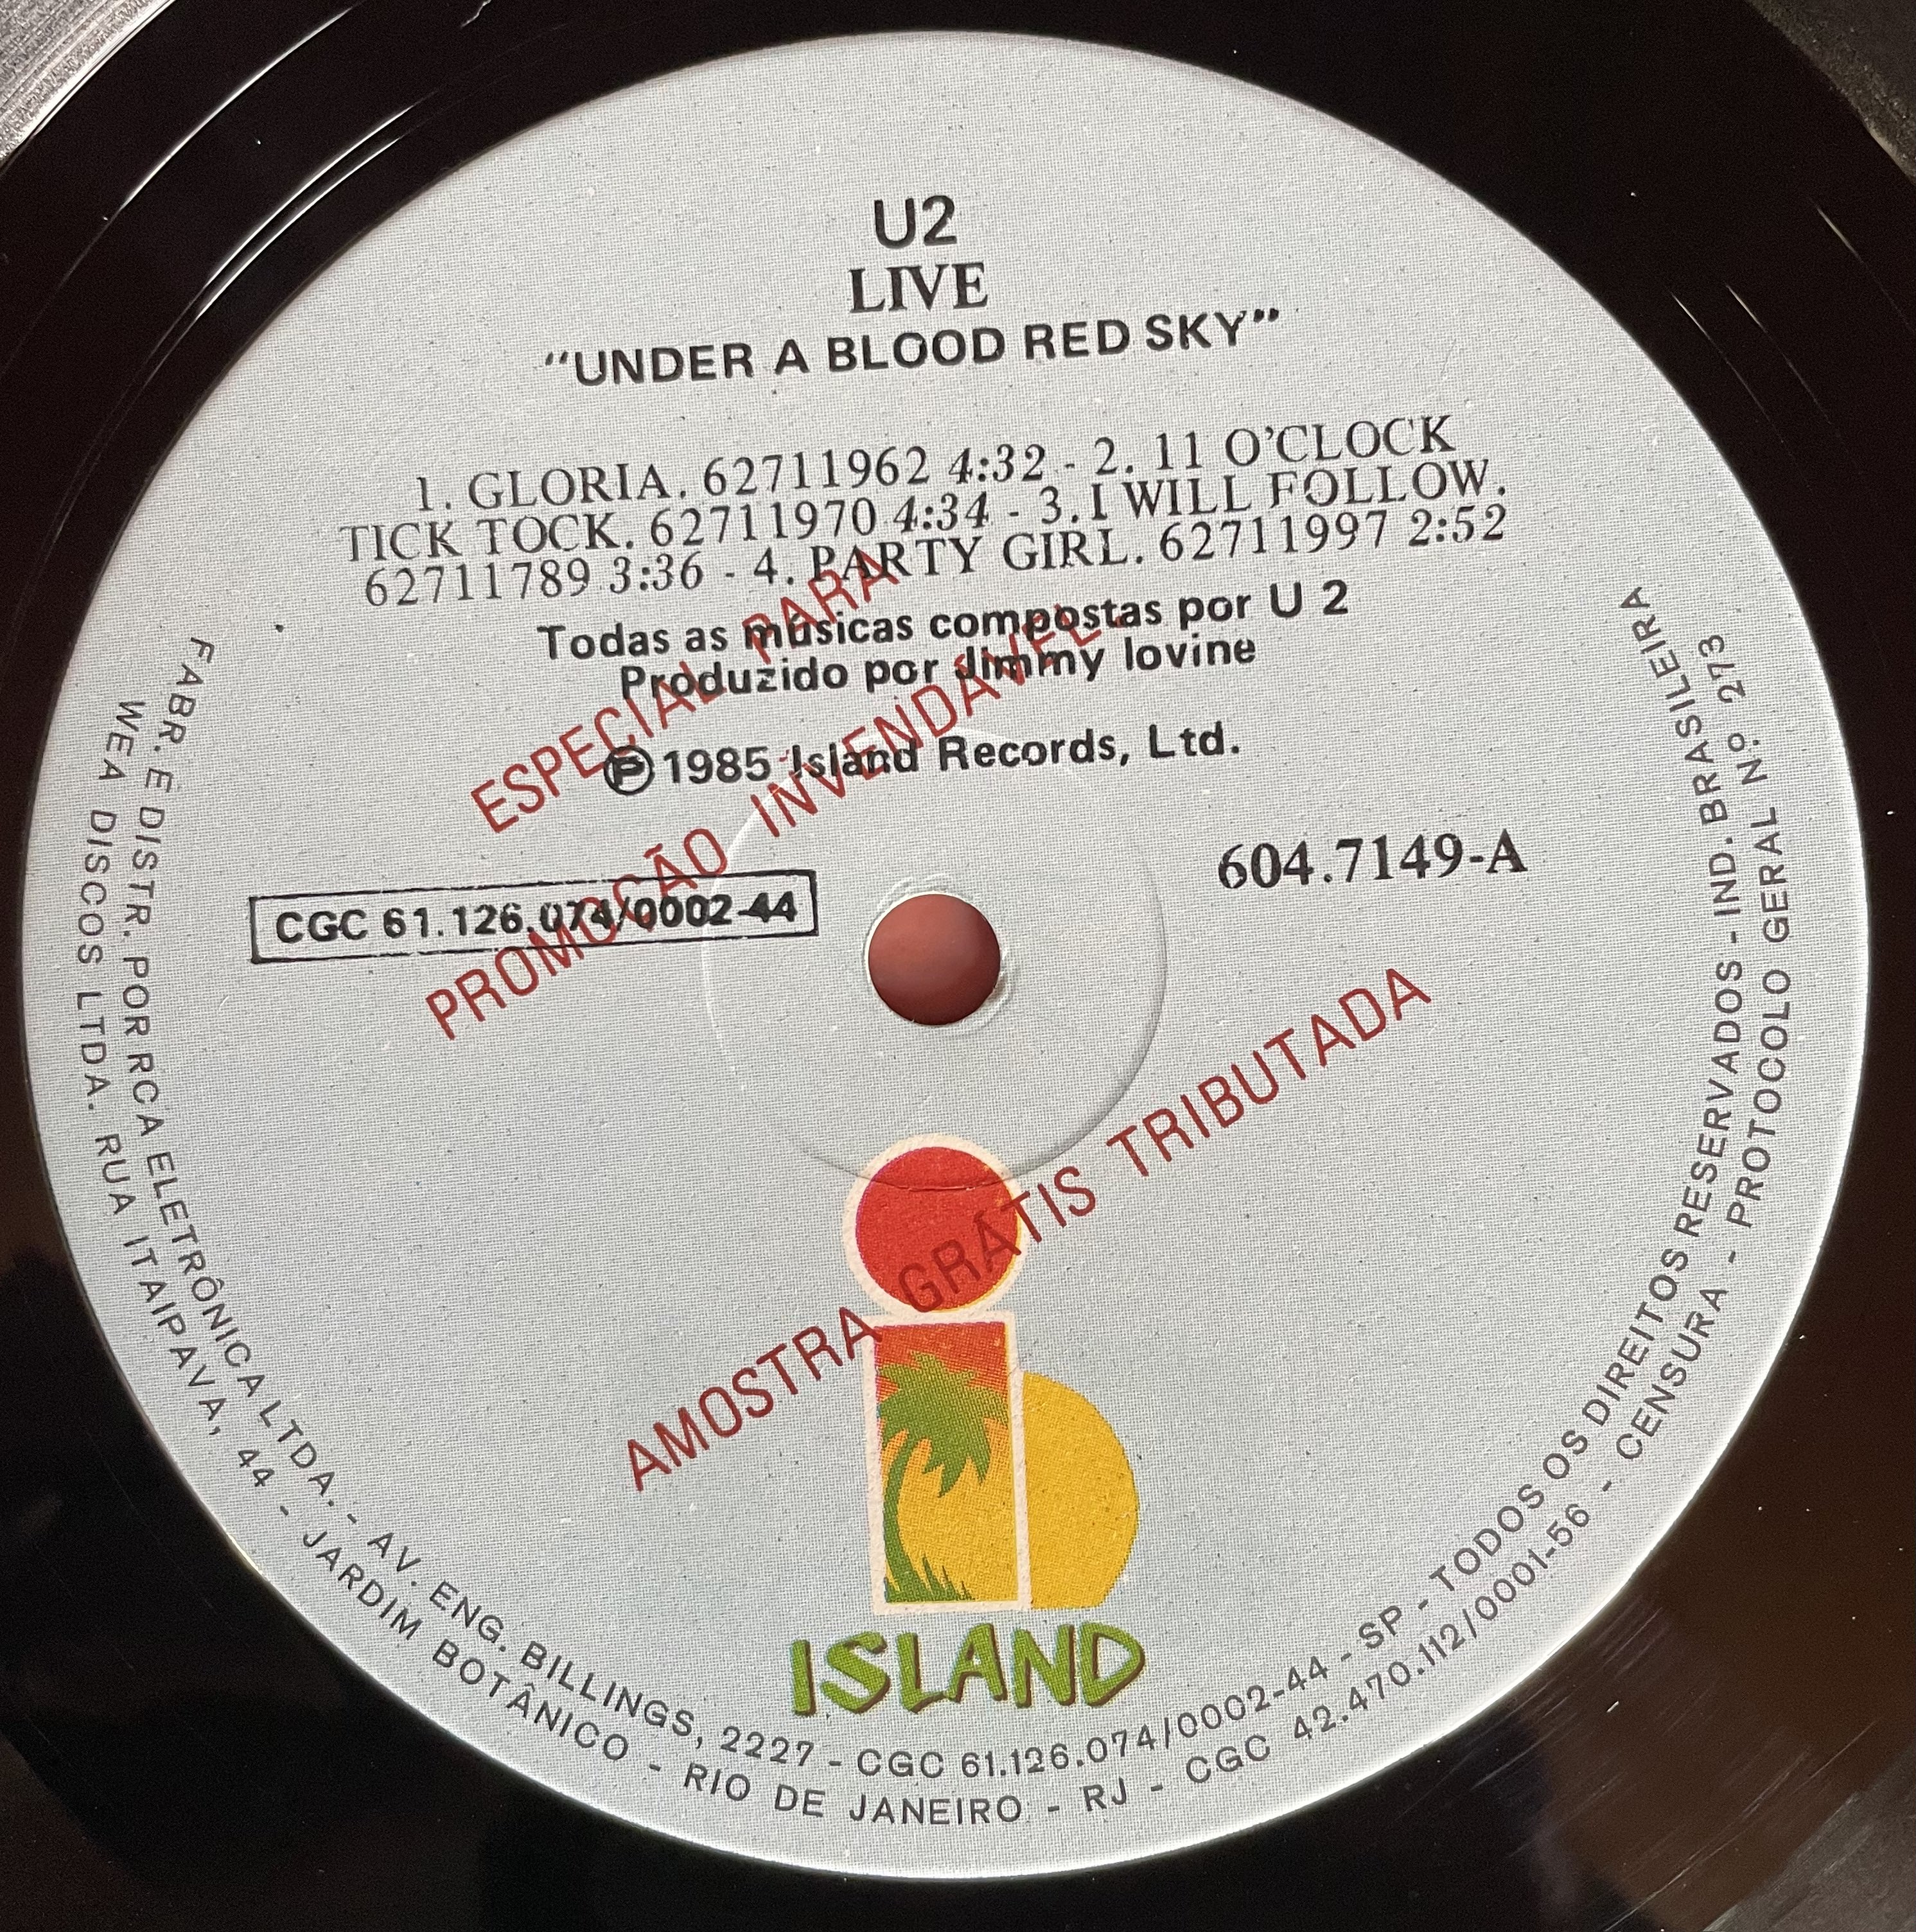 U2
LIVE
“UNDER A BLOOD RED SKY”
1. GLORIA. 62711962 4:32 - 2. 11 O’CLOCK
TICK TOCK. 62711970 4:34 - 3. I WILL FOLLOW.
62711789 3:36 - 4. PARTY GIRL. 62711997 2:52
Todas as músicas compostas por U 2
Produzido por Jimmy Iovine
Ⓟ 1985 Island Records, Ltd.
ESPECIAL PARA
PROMOÇÃO INVENDÁVEL.
CGC 61.126.074/0002-44
604.7149-A
AMOSTRA GRÁTIS TRIBUTADA
ISLAND
FABR. E DISTR. POR RCA ELETRÔNICA LTDA. - AV. ENG. BILLINGS, 2227 - CGC 61.126.074/0002-44 - SP - TODOS OS DIREITOS RESERVADOS - IND. BRASILEIRA
WEA DISCOS LTDA. RUA ITAIPAVA, 44 - JARDIM BOTÂNICO - RIO DE JANEIRO - RJ - CGC 42.470.112/0001-56 - CENSURA - PROTOCOLO GERAL Nº 273